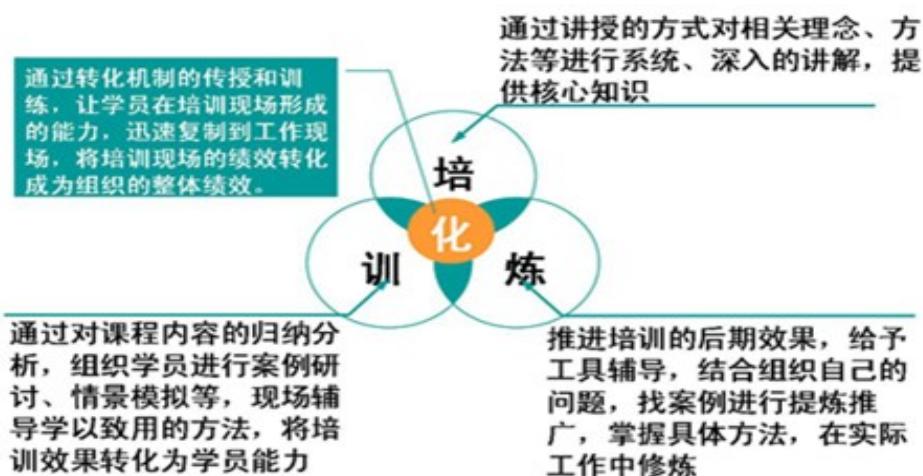 通过讲授的方式对相关理念、方
法等进行系统、深入的讲解，提
供核心知识
通过转化机制的传授和训
练，让学员在培训现场形成
的能力，迅速复制到工作现
场，将培训现场的绩效转化
成为组织的整体绩效。
培
化
训
炼
通过对课程内容的归纳分
析，组织学员进行案例研
讨、情景模拟等，现场辅
导学以致用的方法，将培
训效果转化为学员能力
推进培训的后期效果，给予
工具辅导，结合组织自己的
问题，找案例进行提炼推
广，掌握具体方法，在实际
工作中修炼